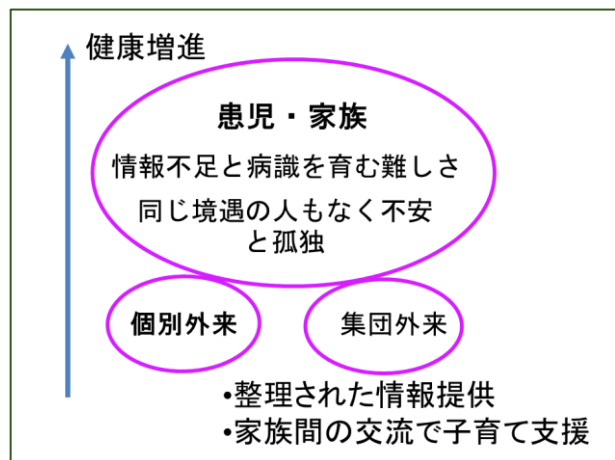 健康増進
患児・家族
情報不足と病識を育む難しさ
同じ境遇の人もなく不安
と孤独
個別外来
集団外来
•整理された情報提供
•家族間の交流で子育て支援